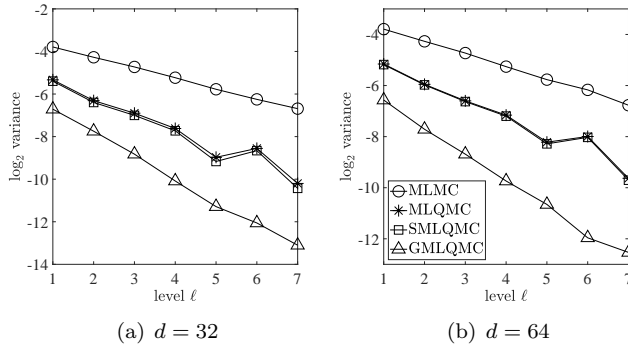 -2
-4
-6
-8
-10
-12
-14
log₂ variance
1 2 3 4 5 6 7
level ℓ
(a) d = 32
-4
-6
-8
-10
-12
log₂ variance
MLMC
MLQMC
SMLQMC
GMLQMC
1 2 3 4 5 6 7
level ℓ
(b) d = 64